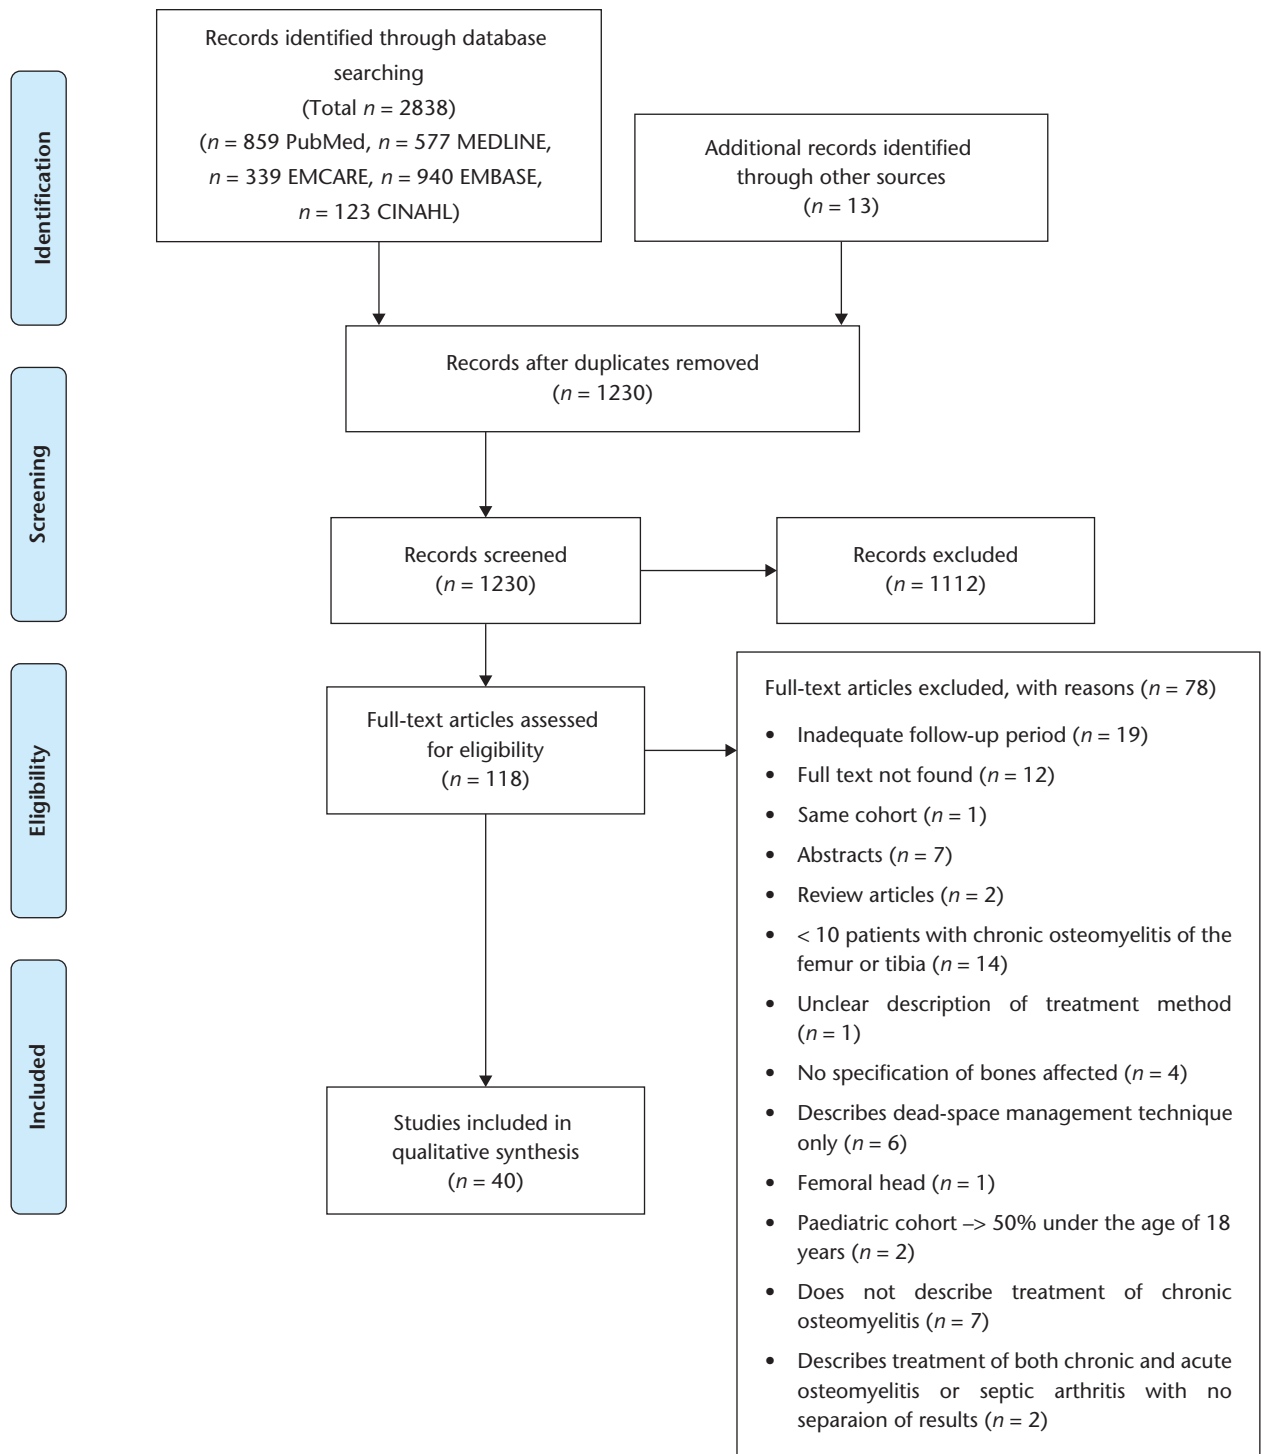 Identification
Records identified through database
searching
(Total n = 2838)
(n = 859 PubMed, n = 577 MEDLINE,
n = 339 EMCARE, n = 940 EMBASE,
n = 123 CINAHL)
Additional records identified
through other sources
(n = 13)
Records after duplicates removed
(n = 1230)
Screening
Records screened
(n = 1230)
Records excluded
(n = 1112)
Eligibility
Full-text articles assessed
for eligibility
(n = 118)
Full-text articles excluded, with reasons (n = 78)
• Inadequate follow-up period (n = 19)
• Full text not found (n = 12)
• Same cohort (n = 1)
• Abstracts (n = 7)
• Review articles (n = 2)
• < 10 patients with chronic osteomyelitis of the
femur or tibia (n = 14)
• Unclear description of treatment method
(n = 1)
• No specification of bones affected (n = 4)
• Describes dead-space management technique
only (n = 6)
• Femoral head (n = 1)
• Paediatric cohort –> 50% under the age of 18
years (n = 2)
• Does not describe treatment of chronic
osteomyelitis (n = 7)
• Describes treatment of both chronic and acute
osteomyelitis or septic arthritis with no
separaion of results (n = 2)
Included
Studies included in
qualitative synthesis
(n = 40)